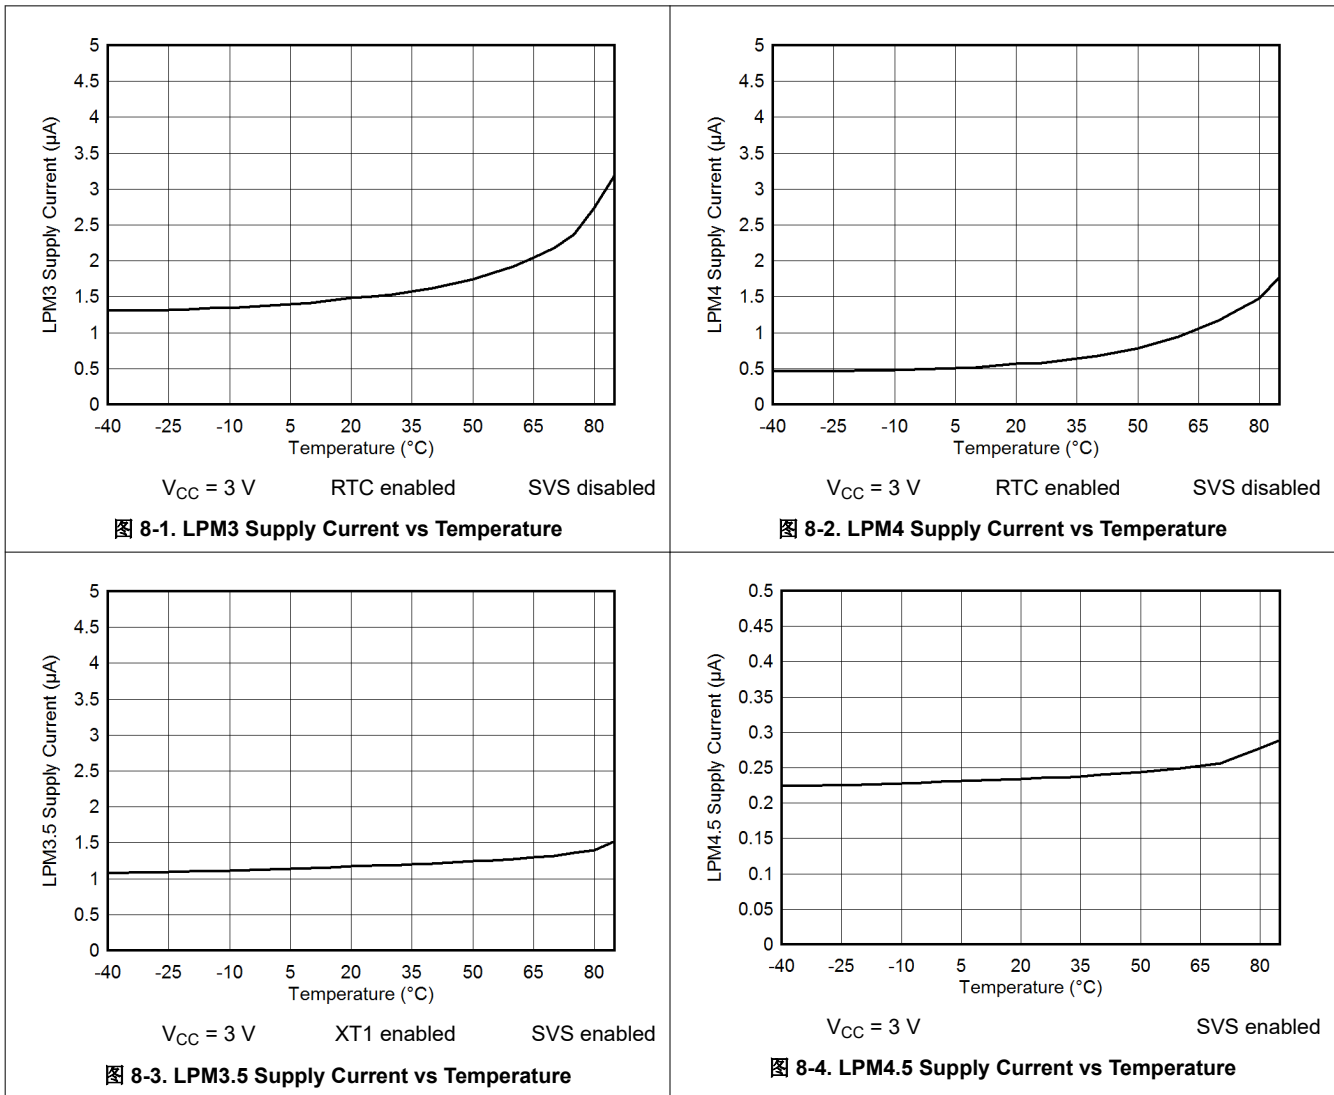 5
4.5
4
3.5
3
2.5
2
1.5
1
0.5
0
LPM3 Supply Current (µA)
-40 -25 -10 5 20 35 50 65 80
Temperature (°C)
V_CC = 3 V RTC enabled SVS disabled
图 8-1. LPM3 Supply Current vs Temperature
5
4.5
4
3.5
3
2.5
2
1.5
1
0.5
0
LPM4 Supply Current (µA)
-40 -25 -10 5 20 35 50 65 80
Temperature (°C)
V_CC = 3 V RTC enabled SVS disabled
图 8-2. LPM4 Supply Current vs Temperature
5
4.5
4
3.5
3
2.5
2
1.5
1
0.5
0
LPM3.5 Supply Current (µA)
-40 -25 -10 5 20 35 50 65 80
Temperature (°C)
V_CC = 3 V XT1 enabled SVS enabled
图 8-3. LPM3.5 Supply Current vs Temperature
0.5
0.45
0.4
0.35
0.3
0.25
0.2
0.15
0.1
0.05
0
LPM4.5 Supply Current (µA)
-40 -25 -10 5 20 35 50 65 80
Temperature (°C)
V_CC = 3 V SVS enabled
图 8-4. LPM4.5 Supply Current vs Temperature